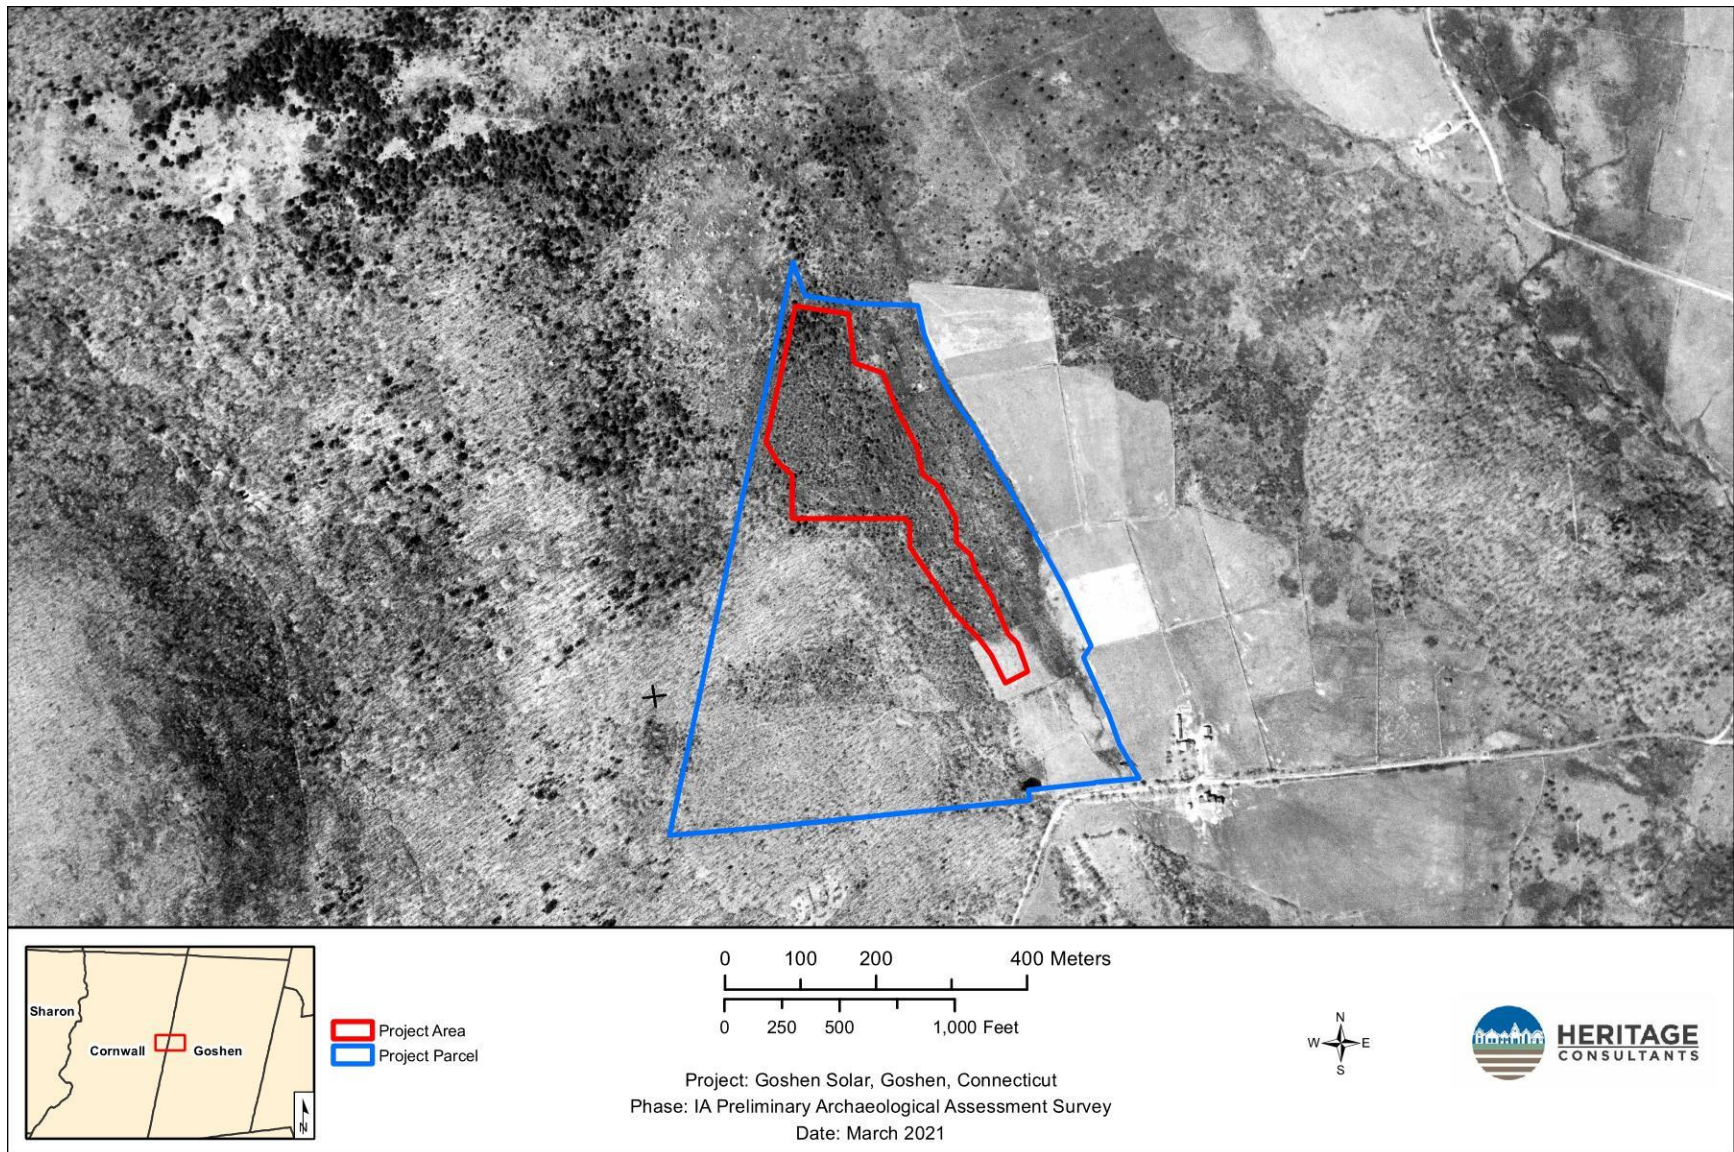 Sharon
Cornwall
Goshen
N
Project Area
Project Parcel
0 100 200 400 Meters
0 250 500 1,000 Feet
Project: Goshen Solar, Goshen, Connecticut
Phase: IA Preliminary Archaeological Assessment Survey
Date: March 2021
N
W E
S
HERITAGE
CONSULTANTS